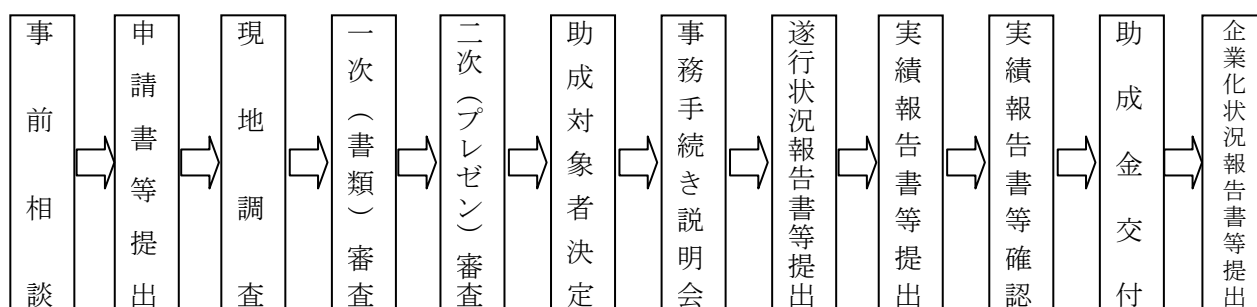 事前相談
申請書等提出
現地調査
一次（書類）審査
二次（プレゼン）審査
助成対象者決定
事務手続き説明会
遂行状況報告書等提出
実績報告書等提出
実績報告書等確認
助成金交付
企業化状況報告書等提出